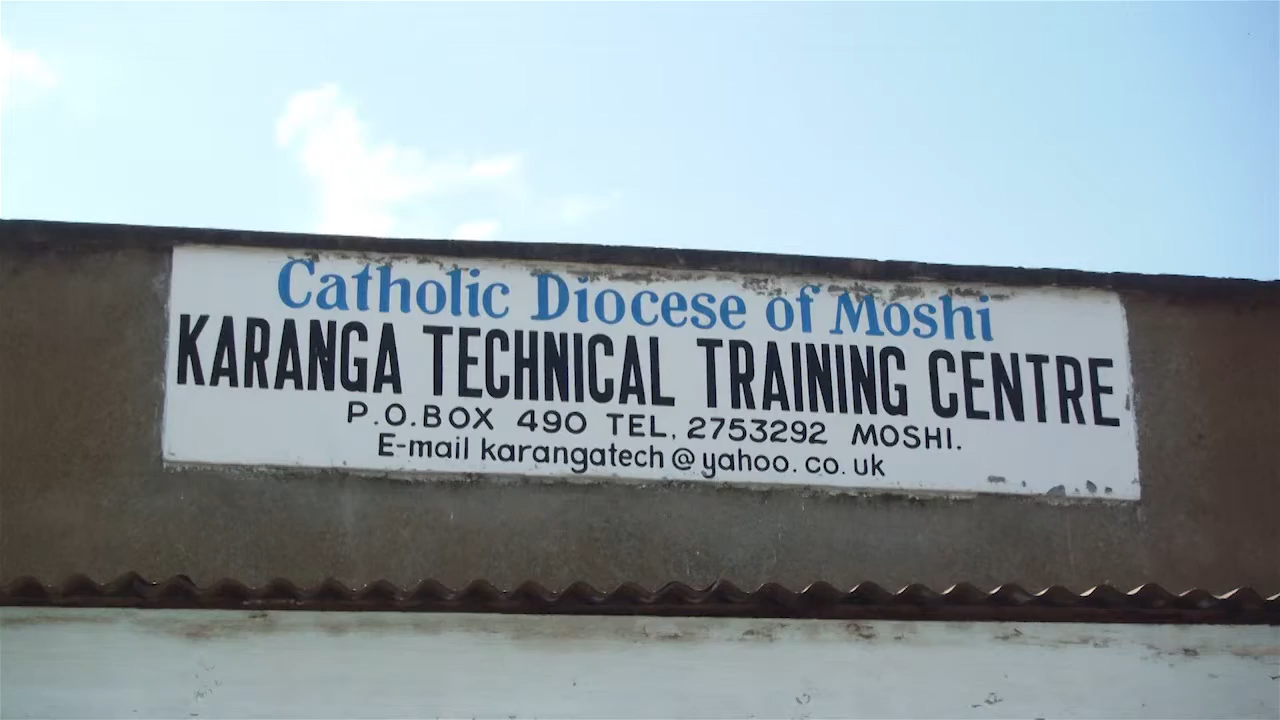 Catholic Diocese of Moshi
KARANGA TECHNICAL TRAINING CENTRE
P.O.BOX 490 TEL, 2753292 MOSHI.
E-mail karangatech@yahoo.co.uk